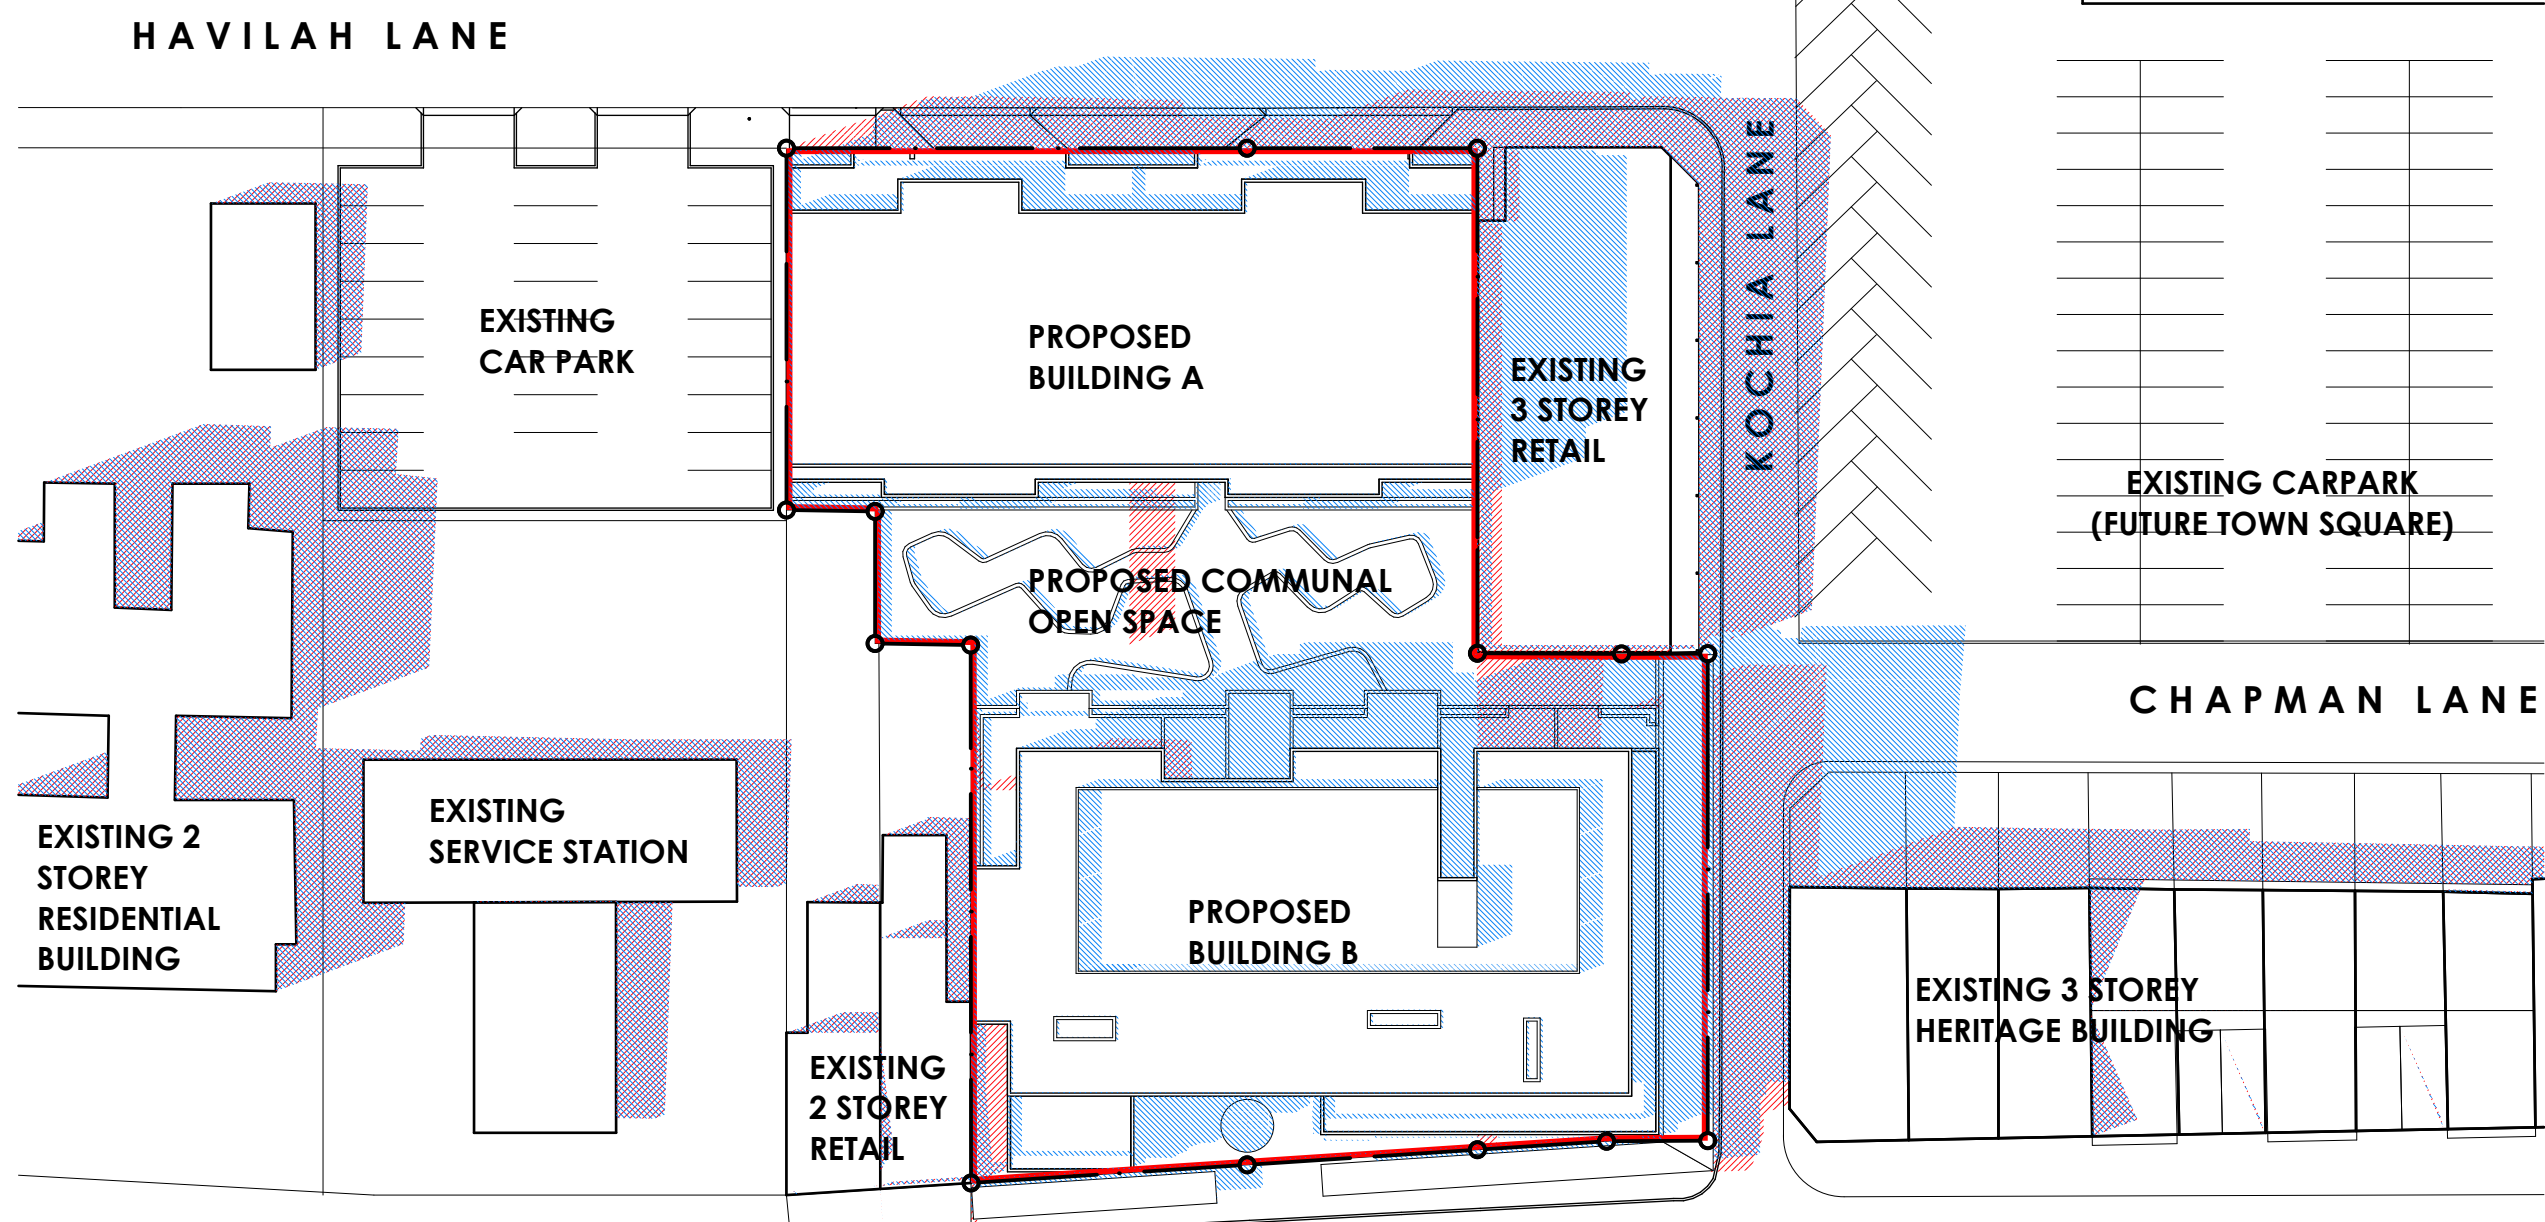 HAVILAH LANE
EXISTING
CAR PARK
PROPOSED
BUILDING A
EXISTING
3 STOREY
RETAIL
KOCHIA LANE
EXISTING CARPARK
(FUTURE TOWN SQUARE)
PROPOSED COMMUNAL
OPEN SPACE
CHAPMAN LANE
EXISTING 2
STOREY
RESIDENTIAL
BUILDING
EXISTING
SERVICE STATION
PROPOSED
BUILDING B
EXISTING 3 STOREY
HERITAGE BUILDING
EXISTING
2 STOREY
RETAIL